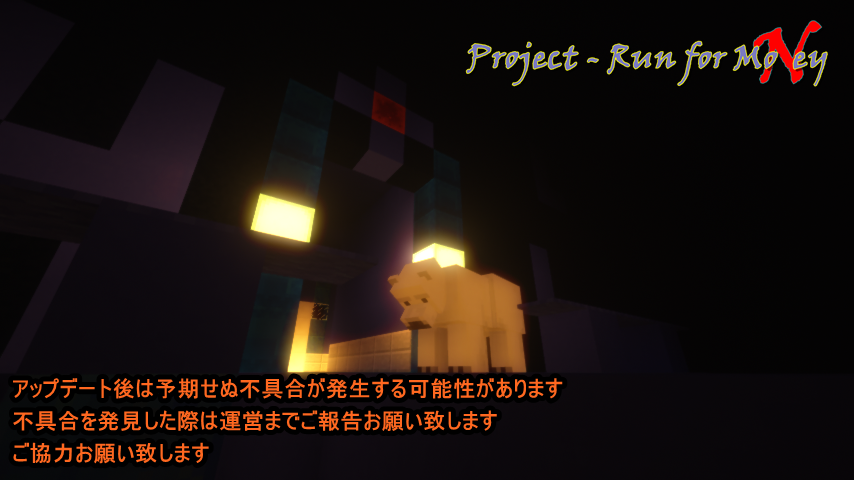 Project ~ Run for MoNey
アップデート後は予期せぬ不具合が発生する可能性があります
不具合を発見した際は運営までご報告お願い致します
ご協力お願い致します